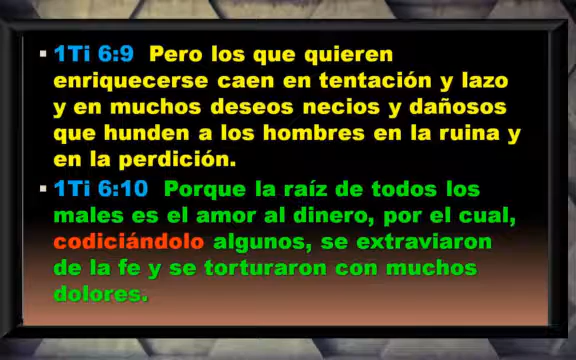 ▪ 1Ti 6:9 Pero los que quieren
enriquecerse caen en tentación y lazo
y en muchos deseos necios y dañosos
que hunden a los hombres en la ruina y
en la perdición.
▪ 1Ti 6:10 Porque la raíz de todos los
males es el amor al dinero, por el cual,
codiciándolo algunos, se extraviaron
de la fe y se torturaron con muchos
dolores.